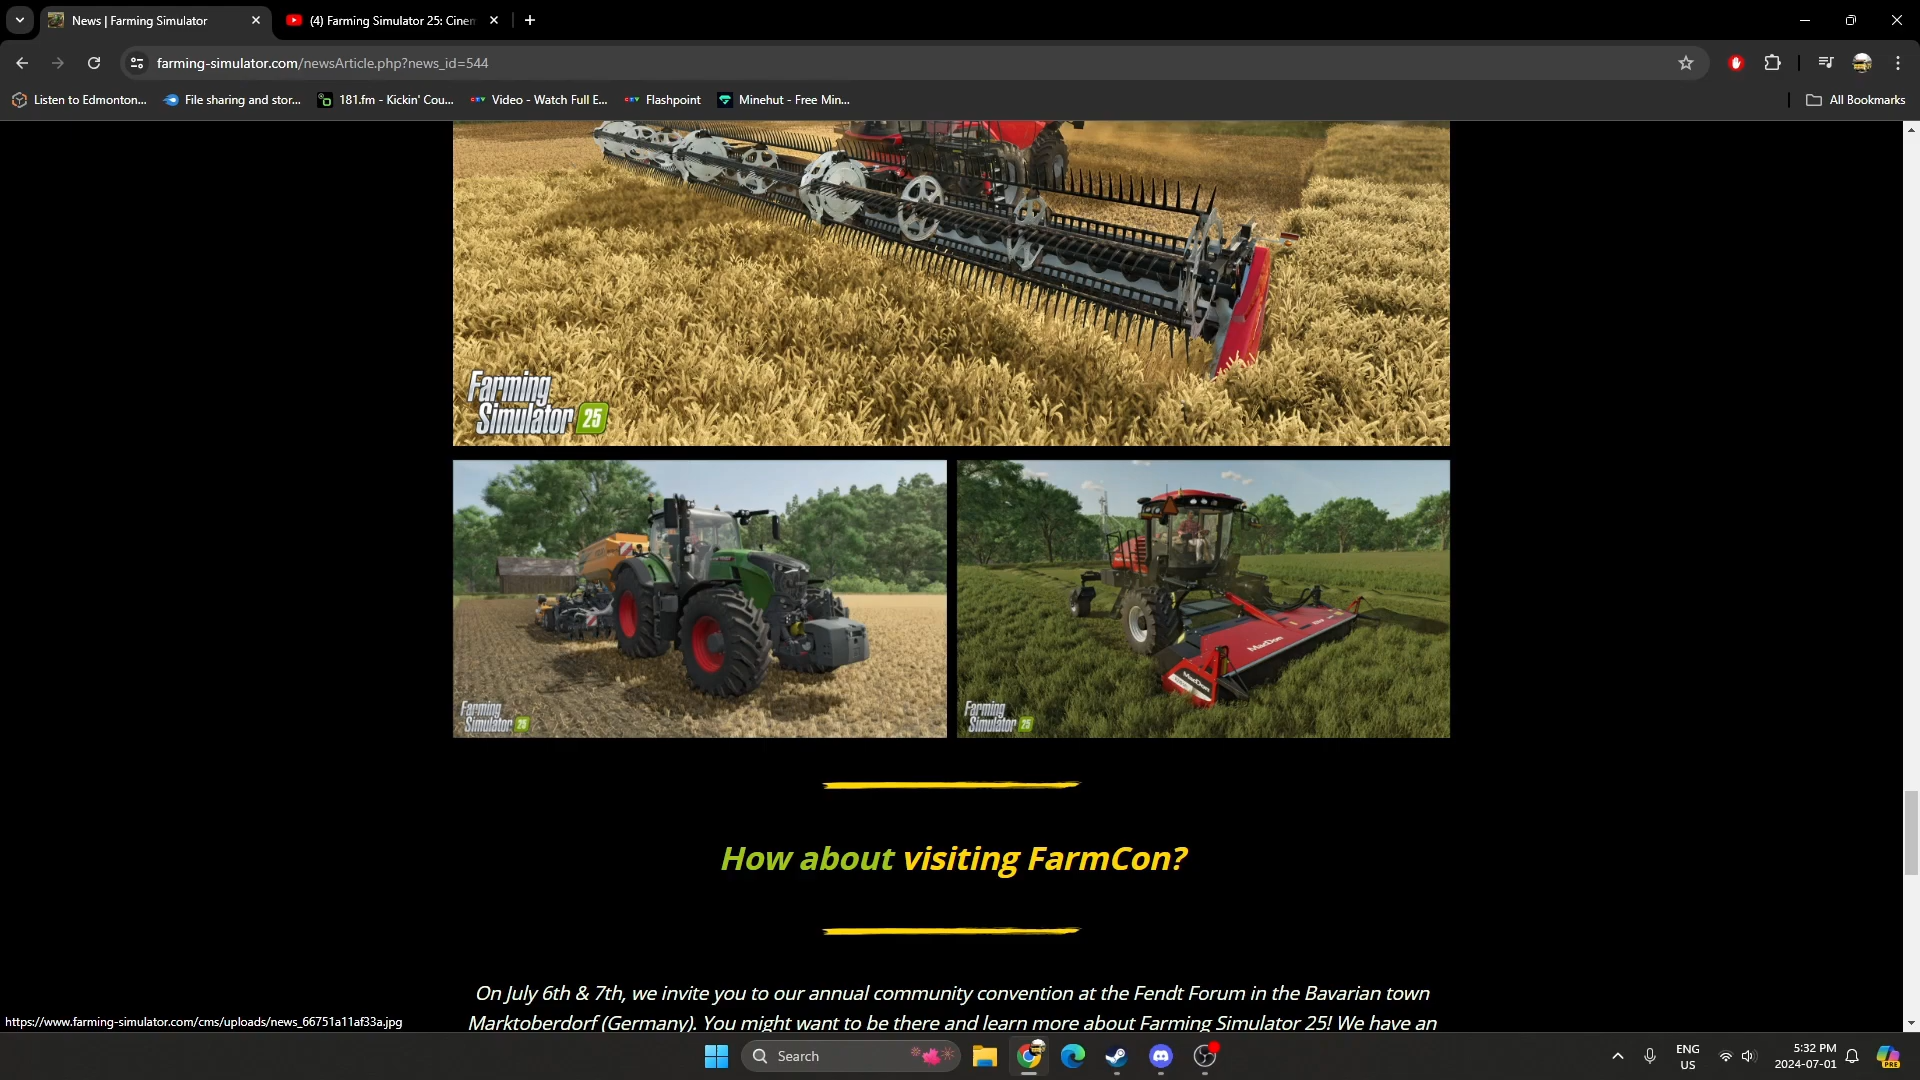 News | Farming Simulator
(4) Farming Simulator 25: Cinem
farming-simulator.com/newsArticle.php?news_id=544
Listen to Edmonton...
File sharing and stor...
181.fm - Kickin' Cou...
Video - Watch Full E...
Flashpoint
Minehut - Free Min...
All Bookmarks
Farming
Simulator 25
Farming
Simulator 25
MacDon
MacDon
Farming
Simulator 25
How about visiting FarmCon?
On July 6th & 7th, we invite you to our annual community convention at the Fendt Forum in the Bavarian town
Marktoberdorf (Germany). You might want to be there and learn more about Farming Simulator 25! We have an
https://www.farming-simulator.com/cms/uploads/news_66751a11af33a.jpg
Search
ENG
US
5:32 PM
2024-07-01
PRE